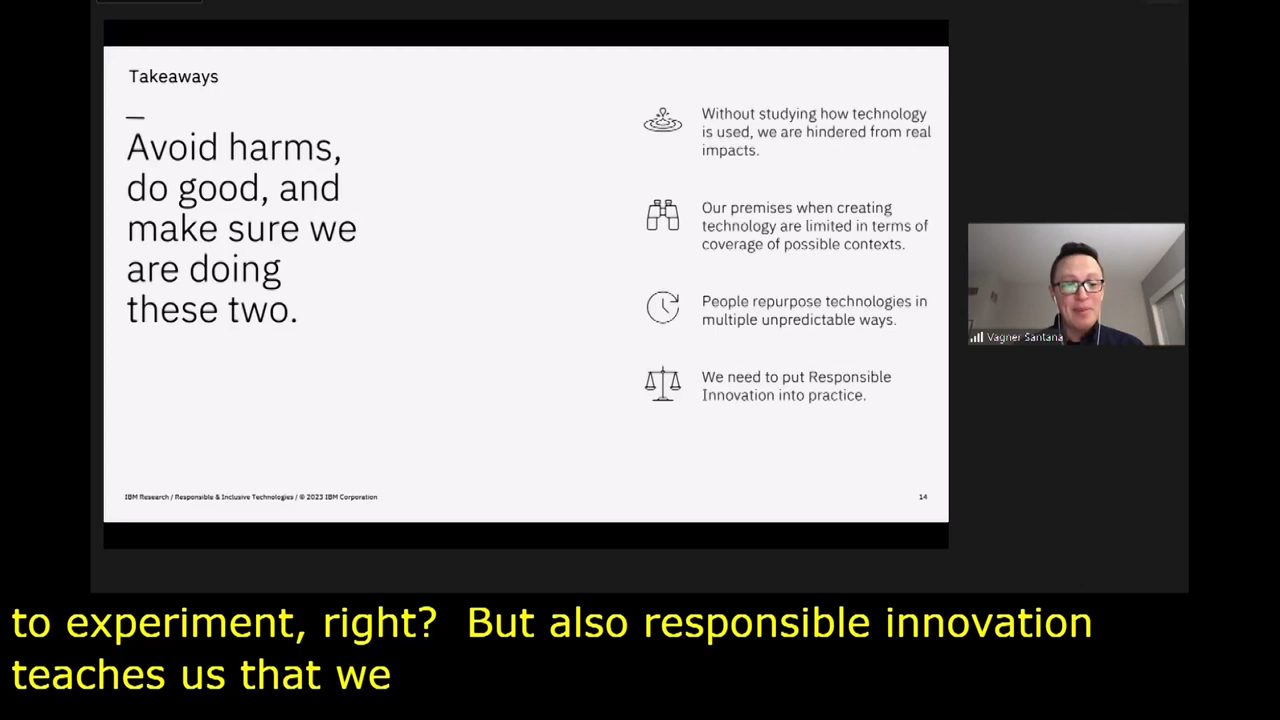 Takeaways
Avoid harms,
do good, and
make sure we
are doing
these two.
Without studying how technology
is used, we are hindered from real
impacts.
Our premises when creating
technology are limited in terms of
coverage of possible contexts.
People repurpose technologies in
multiple unpredictable ways.
We need to put Responsible
Innovation into practice.
IBM Research / Responsible & Inclusive Technologies / © 2023 IBM Corporation
14
Vagner Santana
to experiment, right?  But also responsible innovation
teaches us that we